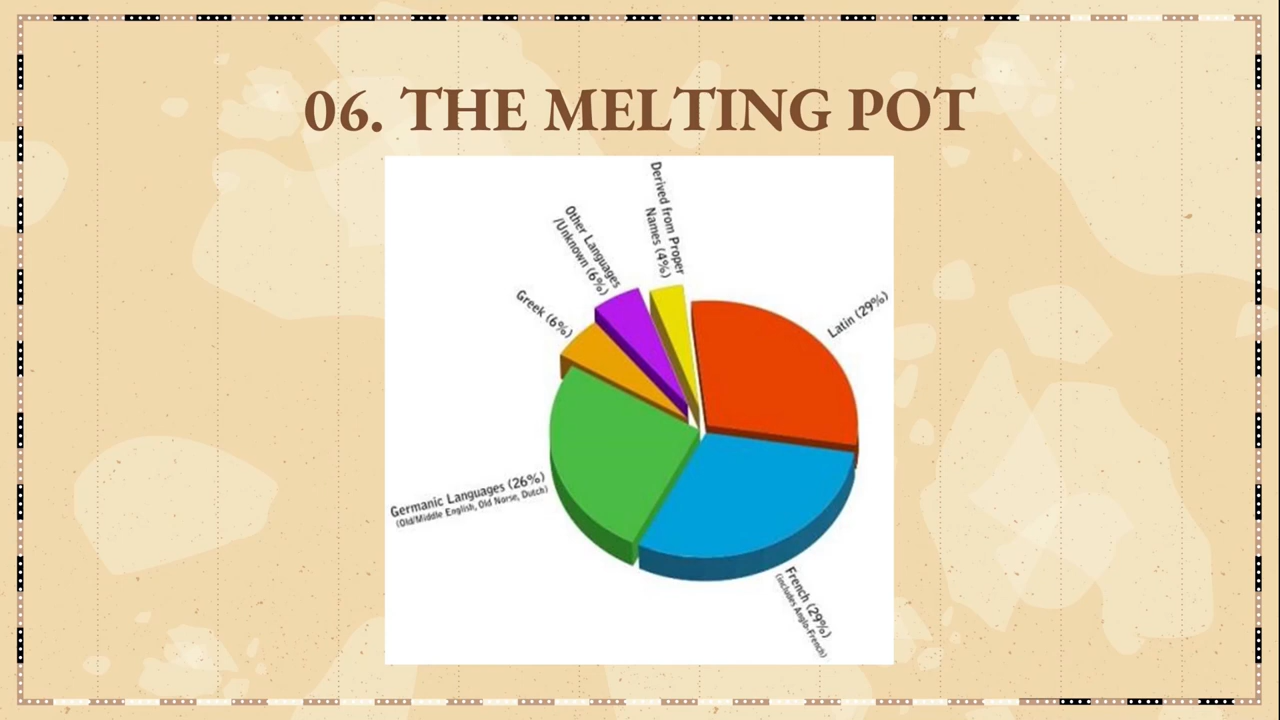 06. THE MELTING POT
Derived from Proper
Names (4%)
Other Languages
/Unknown (6%)
Greek (6%)
Latin (29%)
Germanic Languages (26%)
(Old/Middle English, Old Norse, Dutch)
French (29%)
(includes Anglo-French)